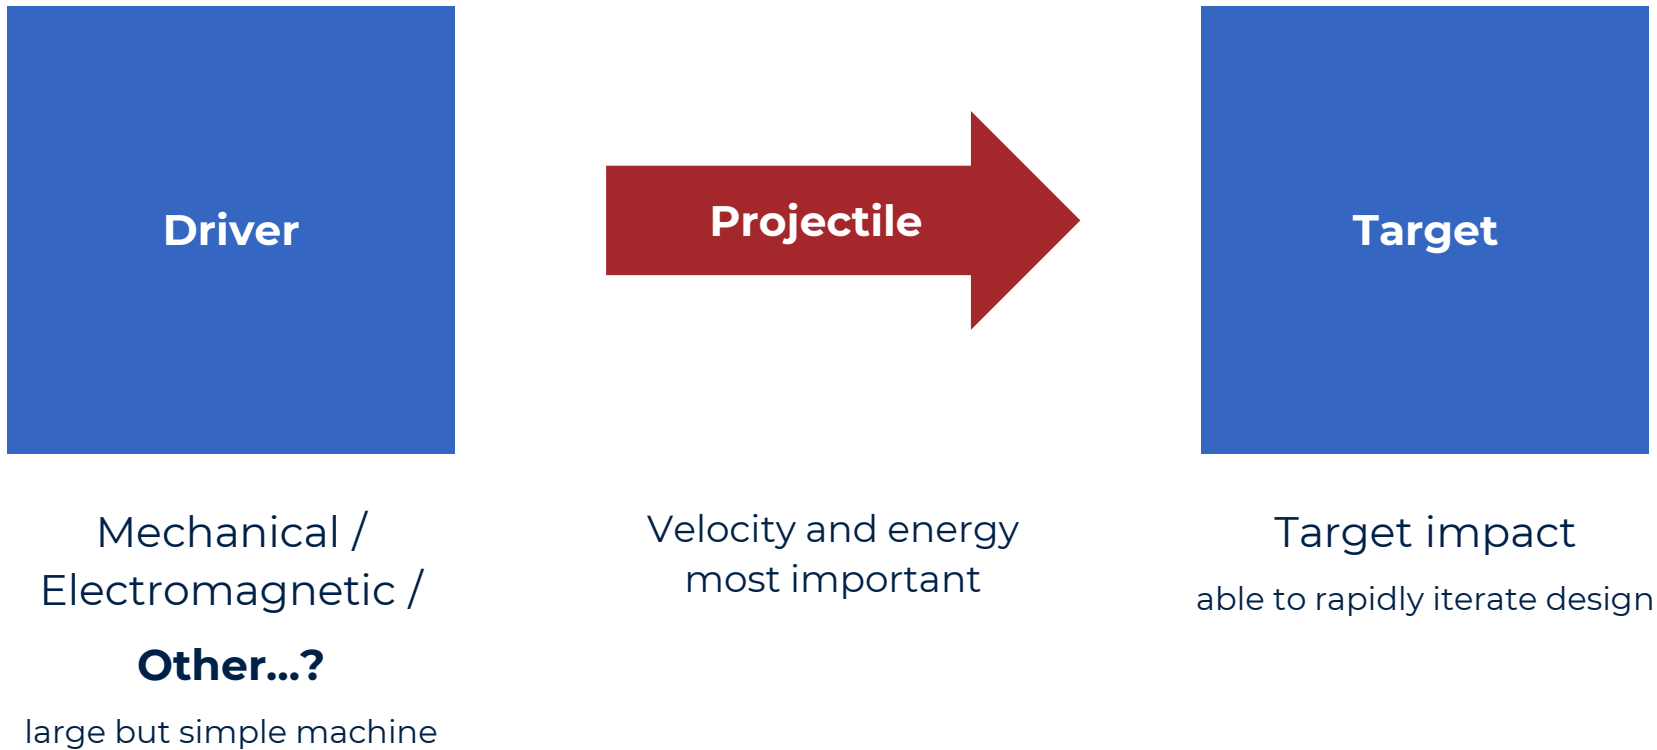 Driver
Projectile
Target
Mechanical /
Electromagnetic /
Other...?
large but simple machine
Velocity and energy
most important
Target impact
able to rapidly iterate design